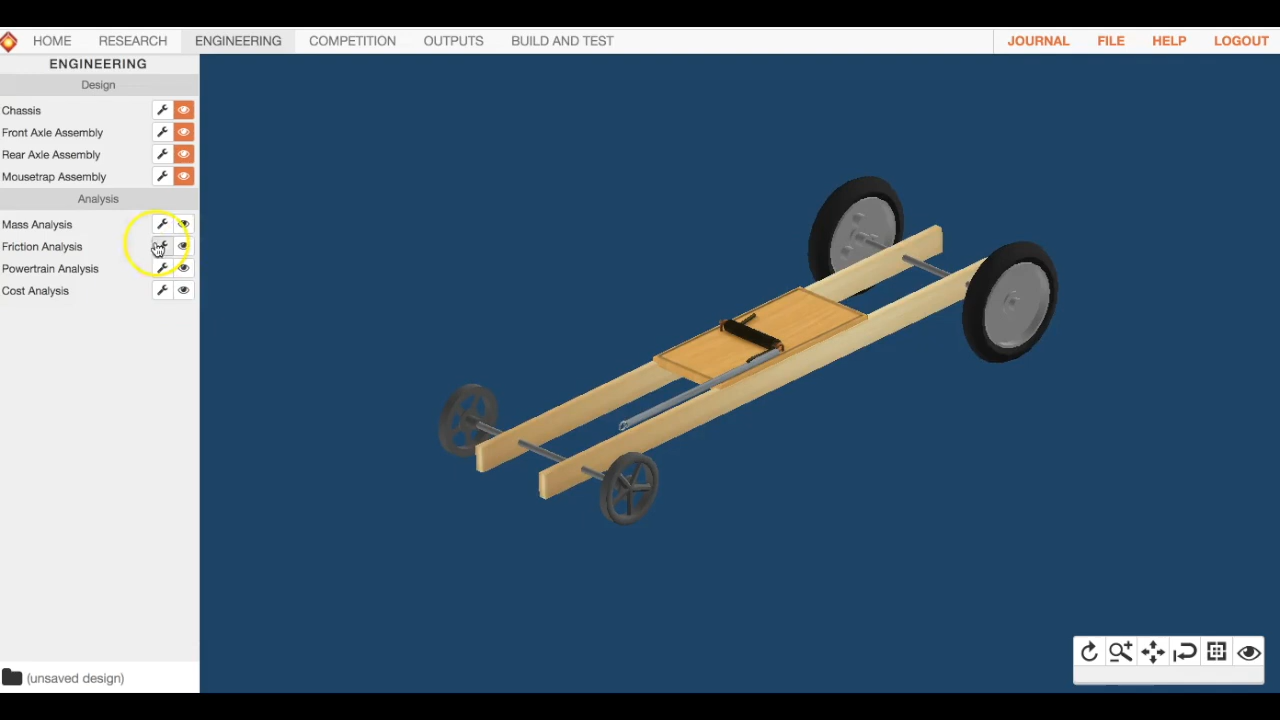 HOME RESEARCH ENGINEERING COMPETITION OUTPUTS BUILD AND TEST JOURNAL FILE HELP LOGOUT
ENGINEERING
Design
Chassis
Front Axle Assembly
Rear Axle Assembly
Mousetrap Assembly
Analysis
Mass Analysis
Friction Analysis
Powertrain Analysis
Cost Analysis
(unsaved design)